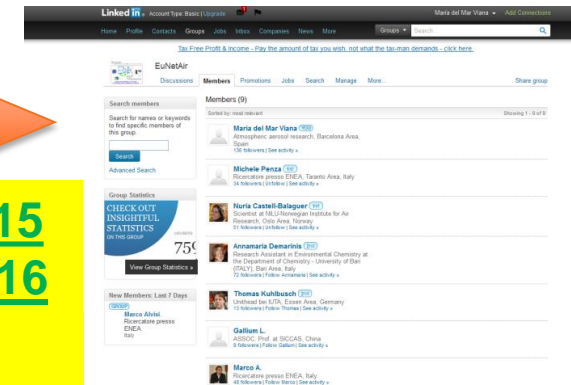 Linked in Account Type: Basic | Upgrade
María del Mar Viana Add Connections
Home Profile Contacts Groups Jobs Inbox Companies News More Groups Search...
Tax Free Profit & Income - Pay the amount of tax you wish, not what the tax-man demands - click here.
EuNetAir
Discussions Members Promotions Jobs Search Manage More... Share group
Search members
Search for names or keywords
to find specific members of
this group.
Search
Advanced Search
Group Statistics
CHECK OUT
INSIGHTFUL
STATISTICS
ON THIS GROUP
75
View Group Statistics »
New Members: Last 7 Days
Marco Alvisi.
Ricercatore presso
ENEA
Italy
15
16
Members (9)
Sorted by: most relevant Showing 1 - 9 of 9
María del Mar Viana YOU
Atmospheric aerosol research, Barcelona Area,
Spain
136 followers | See activity »
Michele Penza 1st
Ricercatore presso ENEA, Taranto Area, Italy
34 followers | Unfollow | See activity »
Nuria Castell-Balaguer 1st
Scientist at NILU-Norwegian Institute for Air
Research, Oslo Area, Norway
51 followers | Unfollow | See activity »
Annamaria Demarinis 2nd
Research Assistant in Environmental Chemistry at
the Department of Chemistry - University of Bari
(ITALY), Bari Area, Italy
72 followers | Follow Annamaria | See activity »
Thomas Kuhlbusch 2nd
Unithead bei IUTA, Essen Area, Germany
13 followers | Follow Thomas | See activity »
Gallium L.
ASSOC. Prof. at SICCAS, China
8 followers | Follow Gallium | See activity »
Marco A.
Ricercatore presso ENEA, Italy
48 followers | Follow Marco | See activity »